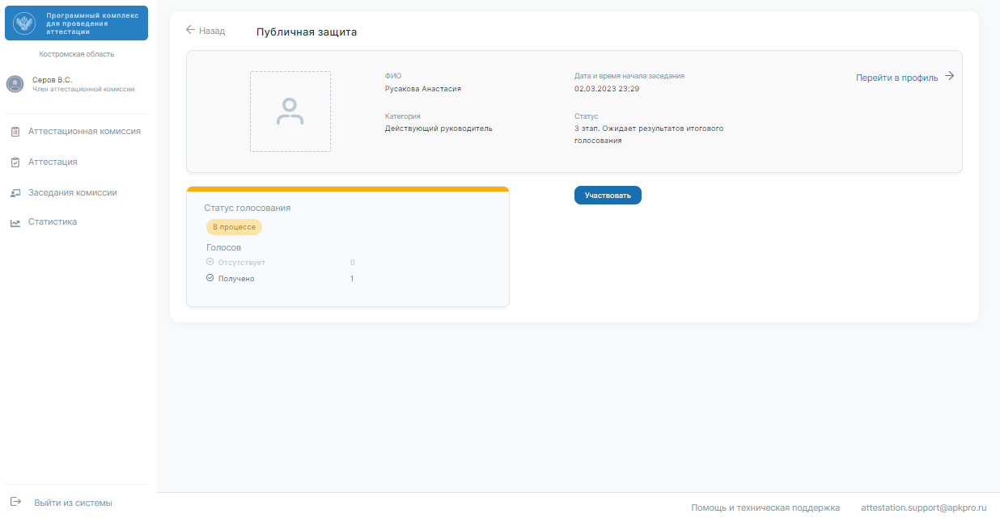 Программный комплекс
для проведения
аттестации
Костромская область
Серов В.С.
Член аттестационной комиссии
Аттестационная комиссия
Аттестация
Заседания комиссии
Статистика
Выйти из системы
Назад
Публичная защита
ФИО
Русакова Анастасия
Категория
Действующий руководитель
Дата и время начала заседания
02.03.2023 23:29
Статус
3 этап. Ожидает результатов итогового
голосования
Перейти в профиль
Статус голосования
В процессе
Голосов
Отсутствует 0
Получено 1
Участвовать
Помощь и техническая поддержка attestation.support@apkpro.ru